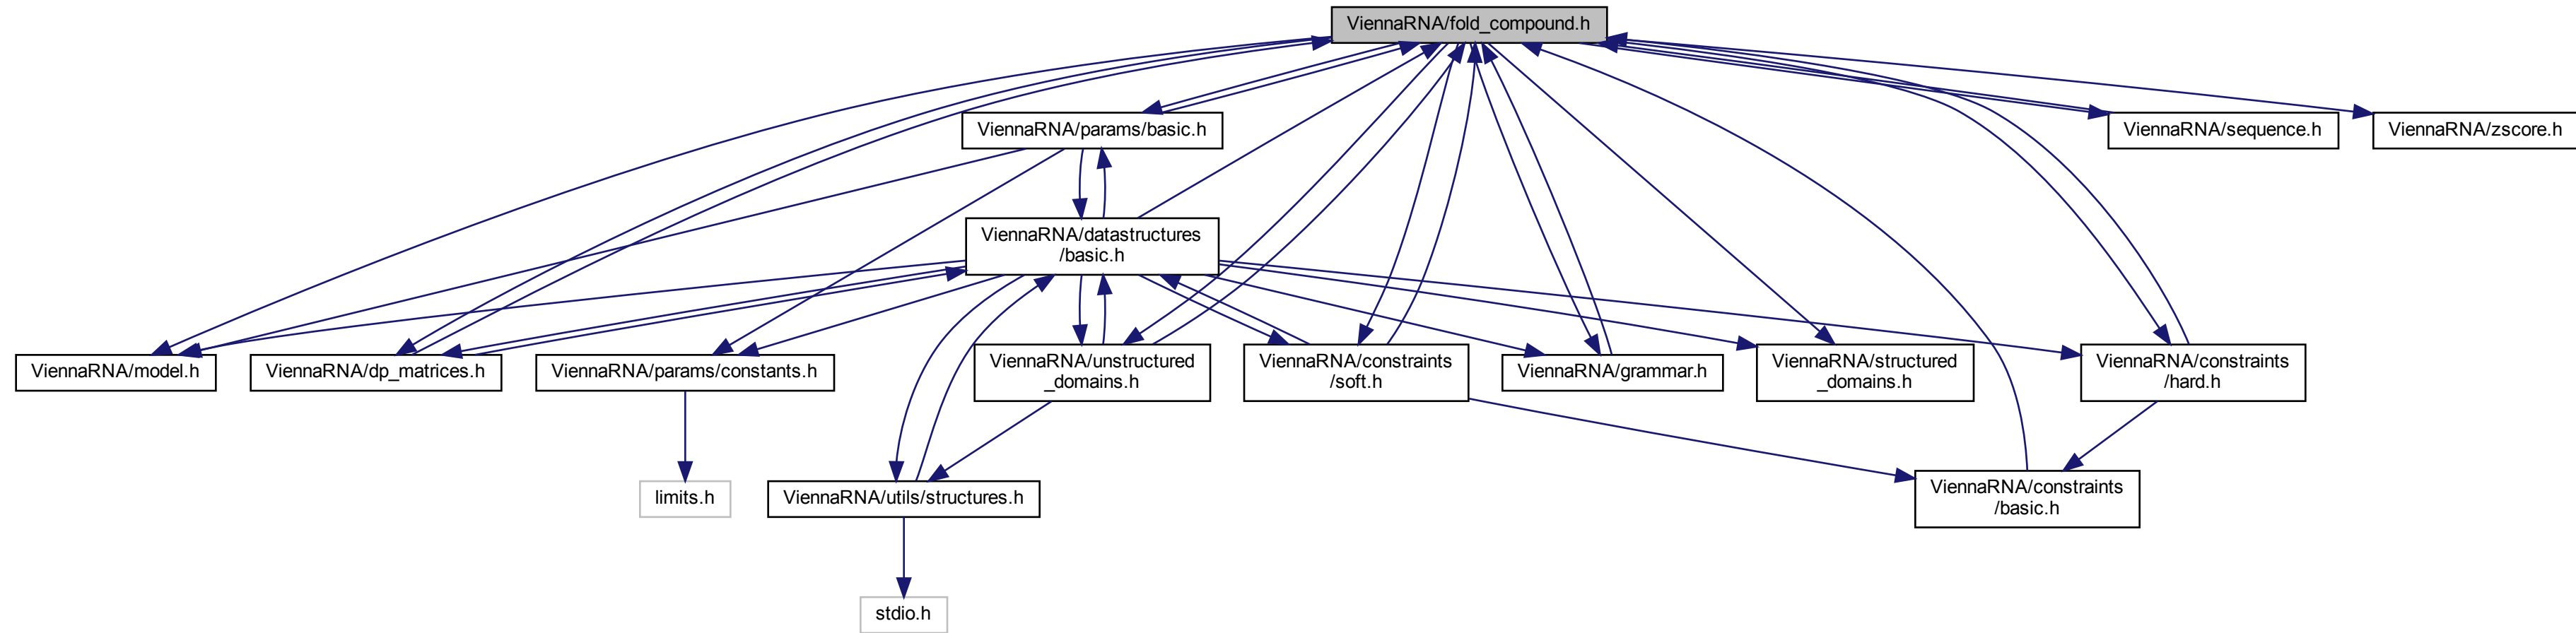 ViennaRNA/fold_compound.h
ViennaRNA/params/basic.h
ViennaRNA/sequence.h
ViennaRNA/zscore.h
ViennaRNA/datastructures
/basic.h
ViennaRNA/model.h
ViennaRNA/dp_matrices.h
ViennaRNA/params/constants.h
ViennaRNA/unstructured
_domains.h
ViennaRNA/constraints
/soft.h
ViennaRNA/grammar.h
ViennaRNA/structured
_domains.h
ViennaRNA/constraints
/hard.h
limits.h
ViennaRNA/utils/structures.h
ViennaRNA/constraints
/basic.h
stdio.h